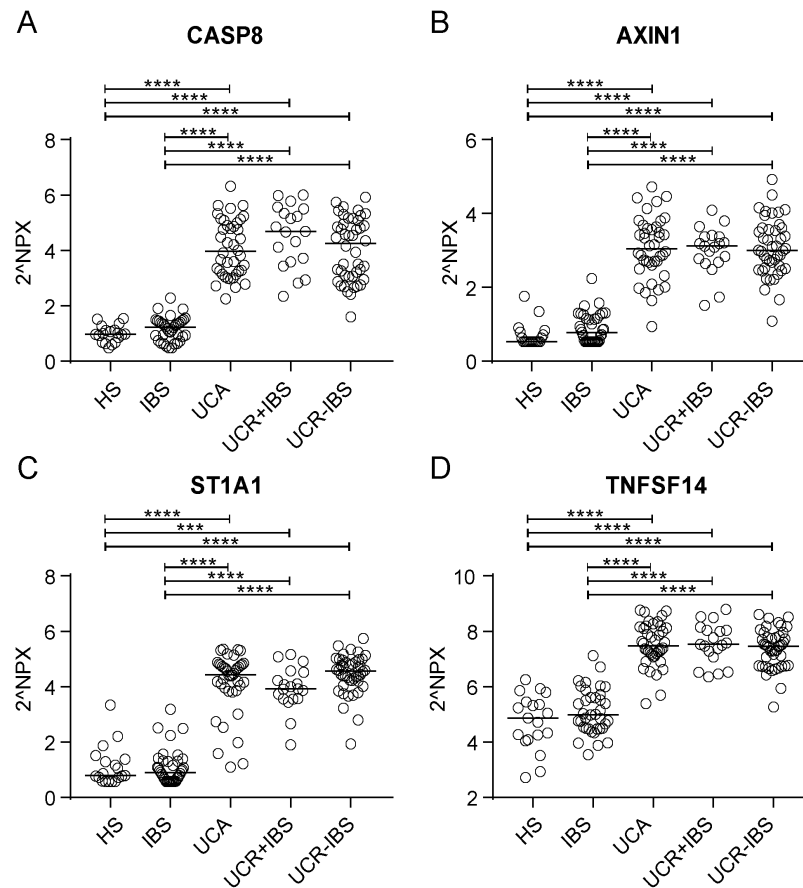 A
CASP8
****
****
****
****
****
****
2^NPX
8
6
4
2
0
HS
IBS
UCA
UCR+IBS
UCR-IBS
B
AXIN1
****
****
****
****
****
****
2^NPX
6
4
2
0
HS
IBS
UCA
UCR+IBS
UCR-IBS
C
ST1A1
****
***
****
****
****
****
2^NPX
8
6
4
2
0
HS
IBS
UCA
UCR+IBS
UCR-IBS
D
TNFSF14
****
****
****
****
****
****
2^NPX
10
8
6
4
2
HS
IBS
UCA
UCR+IBS
UCR-IBS